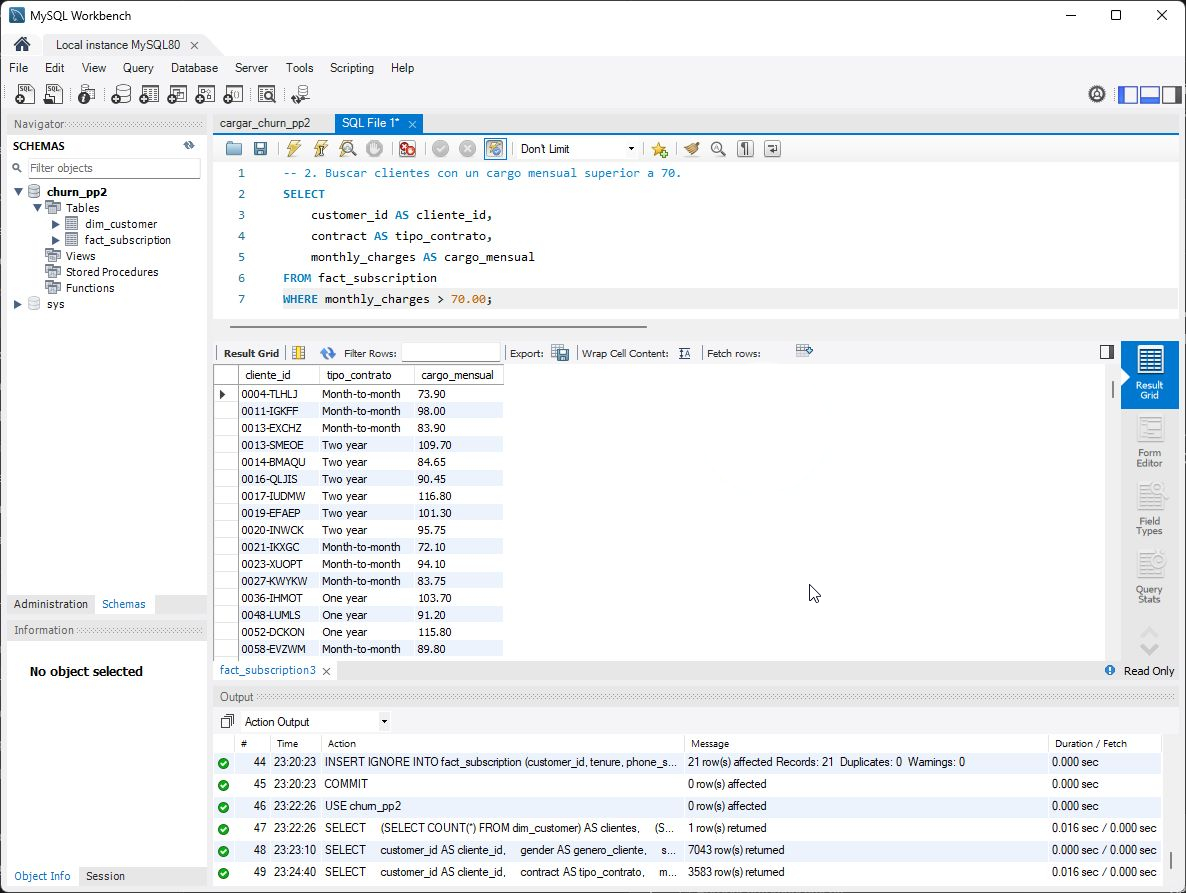 MySQL Workbench
Local instance MySQL80
File Edit View Query Database Server Tools Scripting Help
Navigator
SCHEMAS
Filter objects
churn_pp2
Tables
dim_customer
fact_subscription
Views
Stored Procedures
Functions
sys
Administration Schemas
Information
No object selected
Object Info Session
cargar_churn_pp2 SQL File 1*
Don't Limit
1 -- 2. Buscar clientes con un cargo mensual superior a 70.
2 SELECT
3 customer_id AS cliente_id,
4 contract AS tipo_contrato,
5 monthly_charges AS cargo_mensual
6 FROM fact_subscription
7 WHERE monthly_charges > 70.00;
Result Grid Filter Rows: Export: Wrap Cell Content: Fetch rows:
cliente_id tipo_contrato cargo_mensual
0004-TLHLJ Month-to-month 73.90
0011-IGKFF Month-to-month 98.00
0013-EXCHZ Month-to-month 83.90
0013-SMEOE Two year 109.70
0014-BMAQU Two year 84.65
0016-QLJIS Two year 90.45
0017-IUDMW Two year 116.80
0019-EFAEP Two year 101.30
0020-INWCK Two year 95.75
0021-IKXGC Month-to-month 72.10
0023-XUOPT Month-to-month 94.10
0027-KWYKW Month-to-month 83.75
0036-IHMOT One year 103.70
0048-LUMLS One year 91.20
0052-DCKON One year 115.80
0058-EVZWM Month-to-month 89.80
Result
Grid
Form
Editor
Field
Types
Query
Stats
fact_subscription3
Read Only
Output
Action Output
# Time Action Message Duration / Fetch
44 23:20:23 INSERT IGNORE INTO fact_subscription (customer_id, tenure, phone_s... 21 row(s) affected Records: 21 Duplicates: 0 Warnings: 0 0.000 sec
45 23:20:23 COMMIT 0 row(s) affected 0.000 sec
46 23:22:26 USE churn_pp2 0 row(s) affected 0.000 sec
47 23:22:26 SELECT (SELECT COUNT(*) FROM dim_customer) AS clientes, (S... 1 row(s) returned 0.016 sec / 0.000 sec
48 23:23:10 SELECT customer_id AS cliente_id, gender AS genero_cliente, s... 7043 row(s) returned 0.000 sec / 0.000 sec
49 23:24:40 SELECT customer_id AS cliente_id, contract AS tipo_contrato, m... 3583 row(s) returned 0.000 sec / 0.000 sec